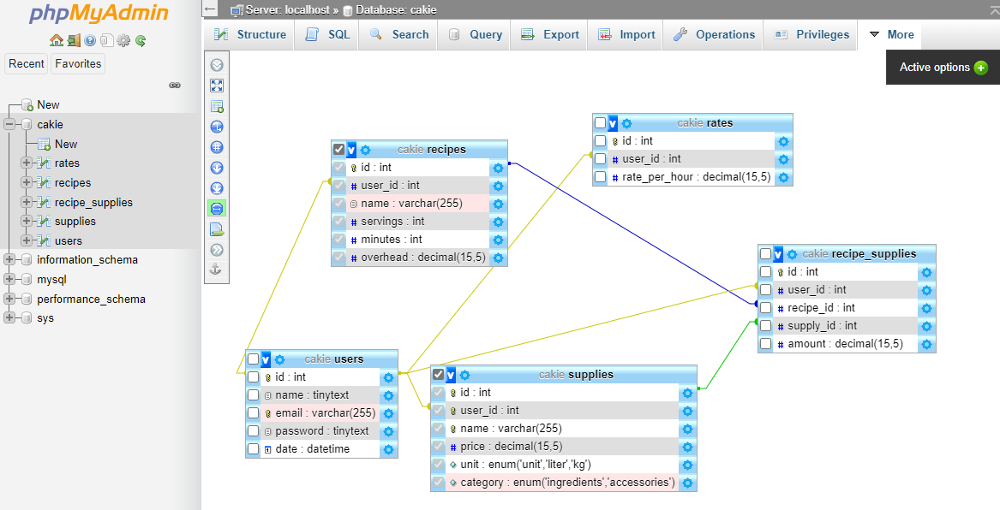 phpMyAdmin
Recent
Favorites
New
cakie
New
rates
recipes
recipe_supplies
supplies
users
information_schema
mysql
performance_schema
sys
Server: localhost » Database: cakie
Structure
SQL
Search
Query
Export
Import
Operations
Privileges
More
Active options
v
cakie recipes
id : int
# user_id : int
name : varchar(255)
# servings : int
# minutes : int
# overhead : decimal(15,5)
v
cakie rates
id : int
# user_id : int
# rate_per_hour : decimal(15,5)
v
cakie recipe_supplies
id : int
# user_id : int
# recipe_id : int
# supply_id : int
# amount : decimal(15,5)
v
cakie users
id : int
name : tinytext
email : varchar(255)
password : tinytext
date : datetime
v
cakie supplies
id : int
user_id : int
name : varchar(255)
# price : decimal(15,5)
unit : enum('unit','liter','kg')
category : enum('ingredients','accessories')